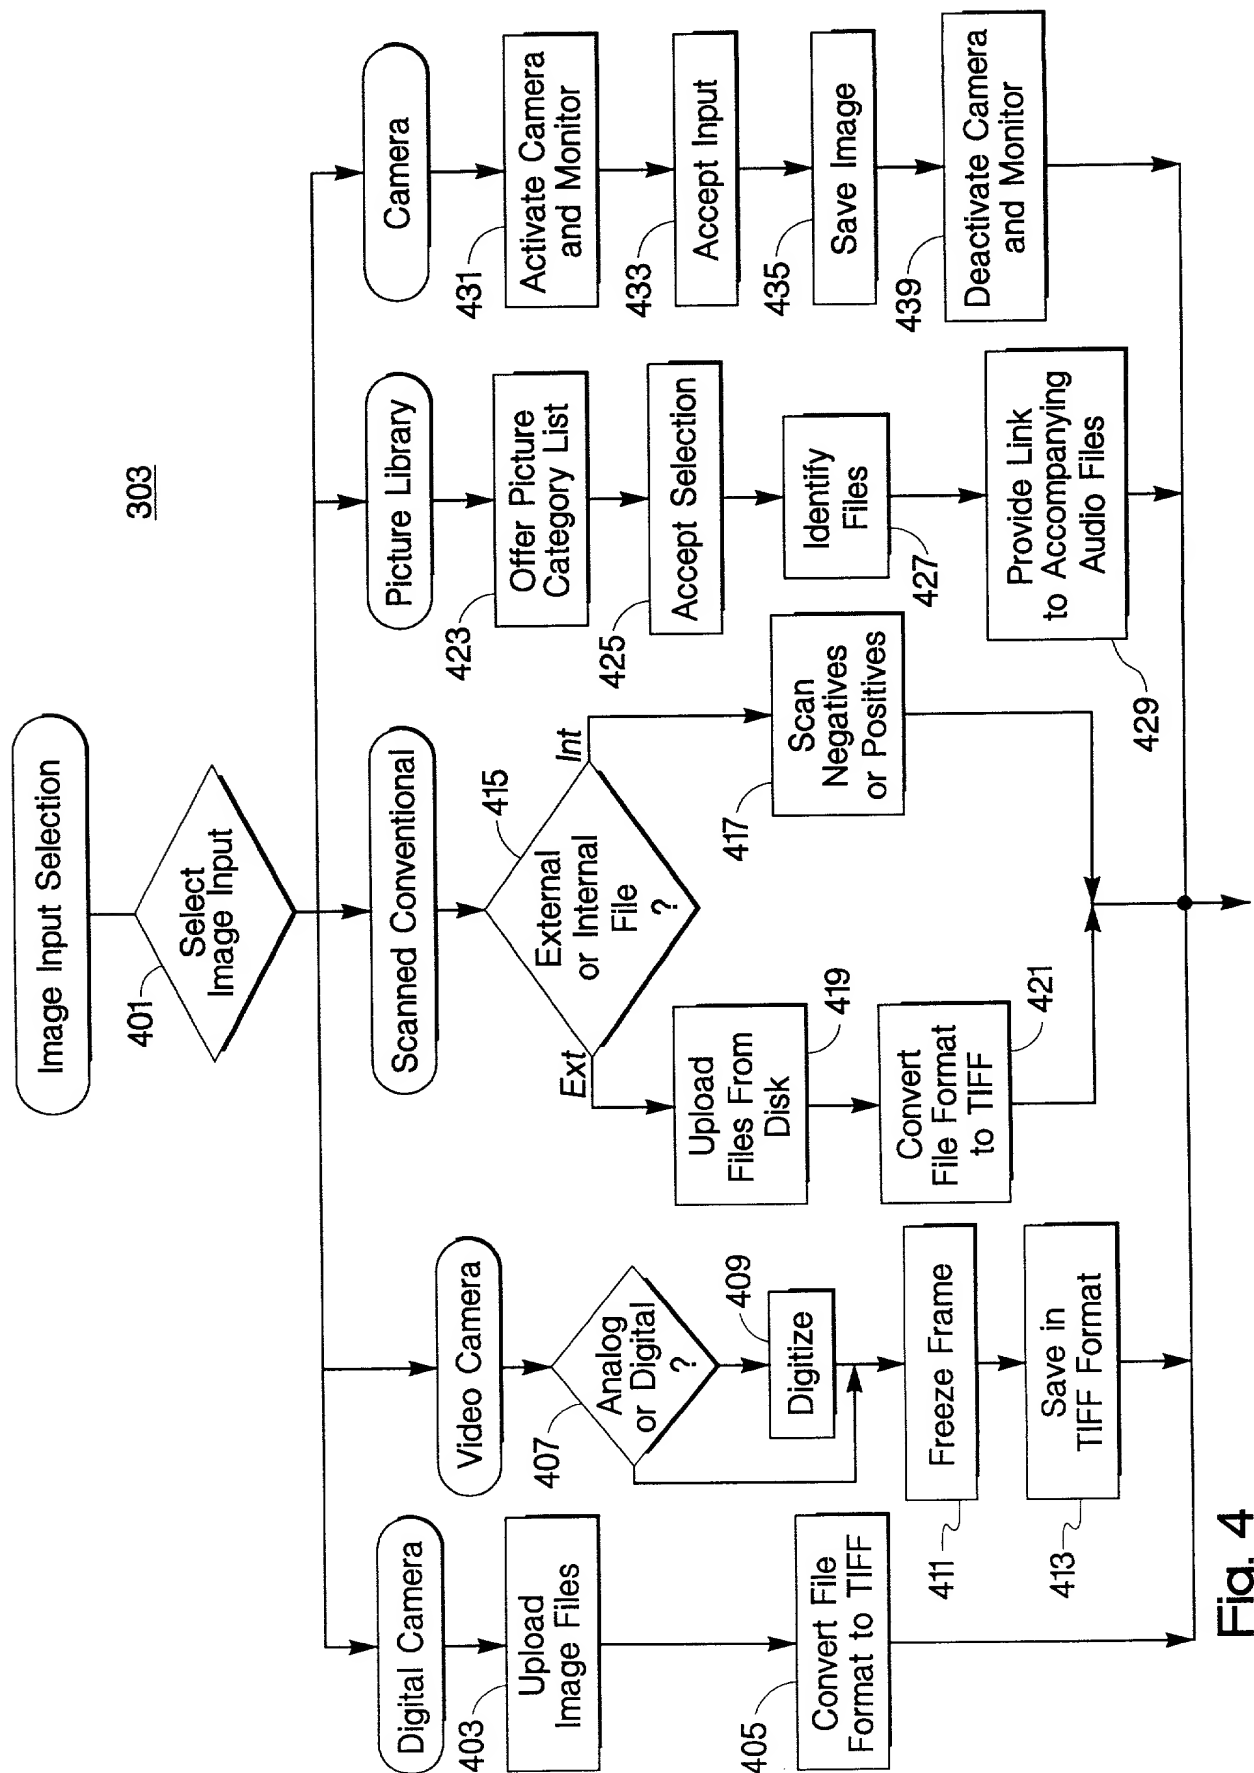 303
Image Input Selection
401
Select
Image Input
Digital Camera
403
Upload
Image Files
405
Convert File
Format to TIFF
Video Camera
407
Analog
or Digital
?
409
Digitize
411
Freeze Frame
413
Save in
TIFF Format
Scanned Conventional
415
External
or Internal
File
?
Ext
Int
419
Upload
Files From
Disk
421
Convert
File Format
to TIFF
417
Scan
Negatives
or Positives
Picture Library
423
Offer Picture
Category List
425
Accept Selection
427
Identify
Files
429
Provide Link
to Accompanying
Audio Files
Camera
431
Activate Camera
and Monitor
433
Accept Input
435
Save Image
439
Deactivate Camera
and Monitor
Fig. 4